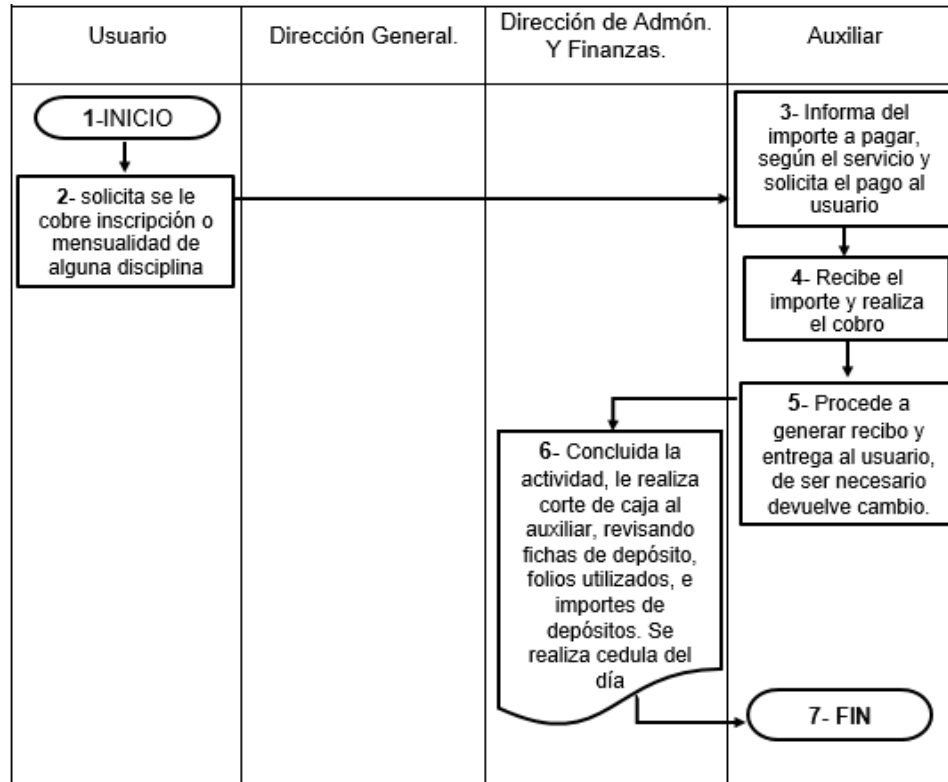 Usuario
Dirección General.
Dirección de Admón.
Y Finanzas.
Auxiliar
1-INICIO
2- solicita se le
cobre inscripción o
mensualidad de
alguna disciplina
3- Informa del
importe a pagar,
según el servicio y
solicita el pago al
usuario
4- Recibe el
importe y realiza
el cobro
5- Procede a
generar recibo y
entrega al usuario,
de ser necesario
devuelve cambio.
6- Concluida la
actividad, le realiza
corte de caja al
auxiliar, revisando
fichas de depósito,
folios utilizados, e
importes de
depósitos. Se
realiza cedula del
día
7- FIN